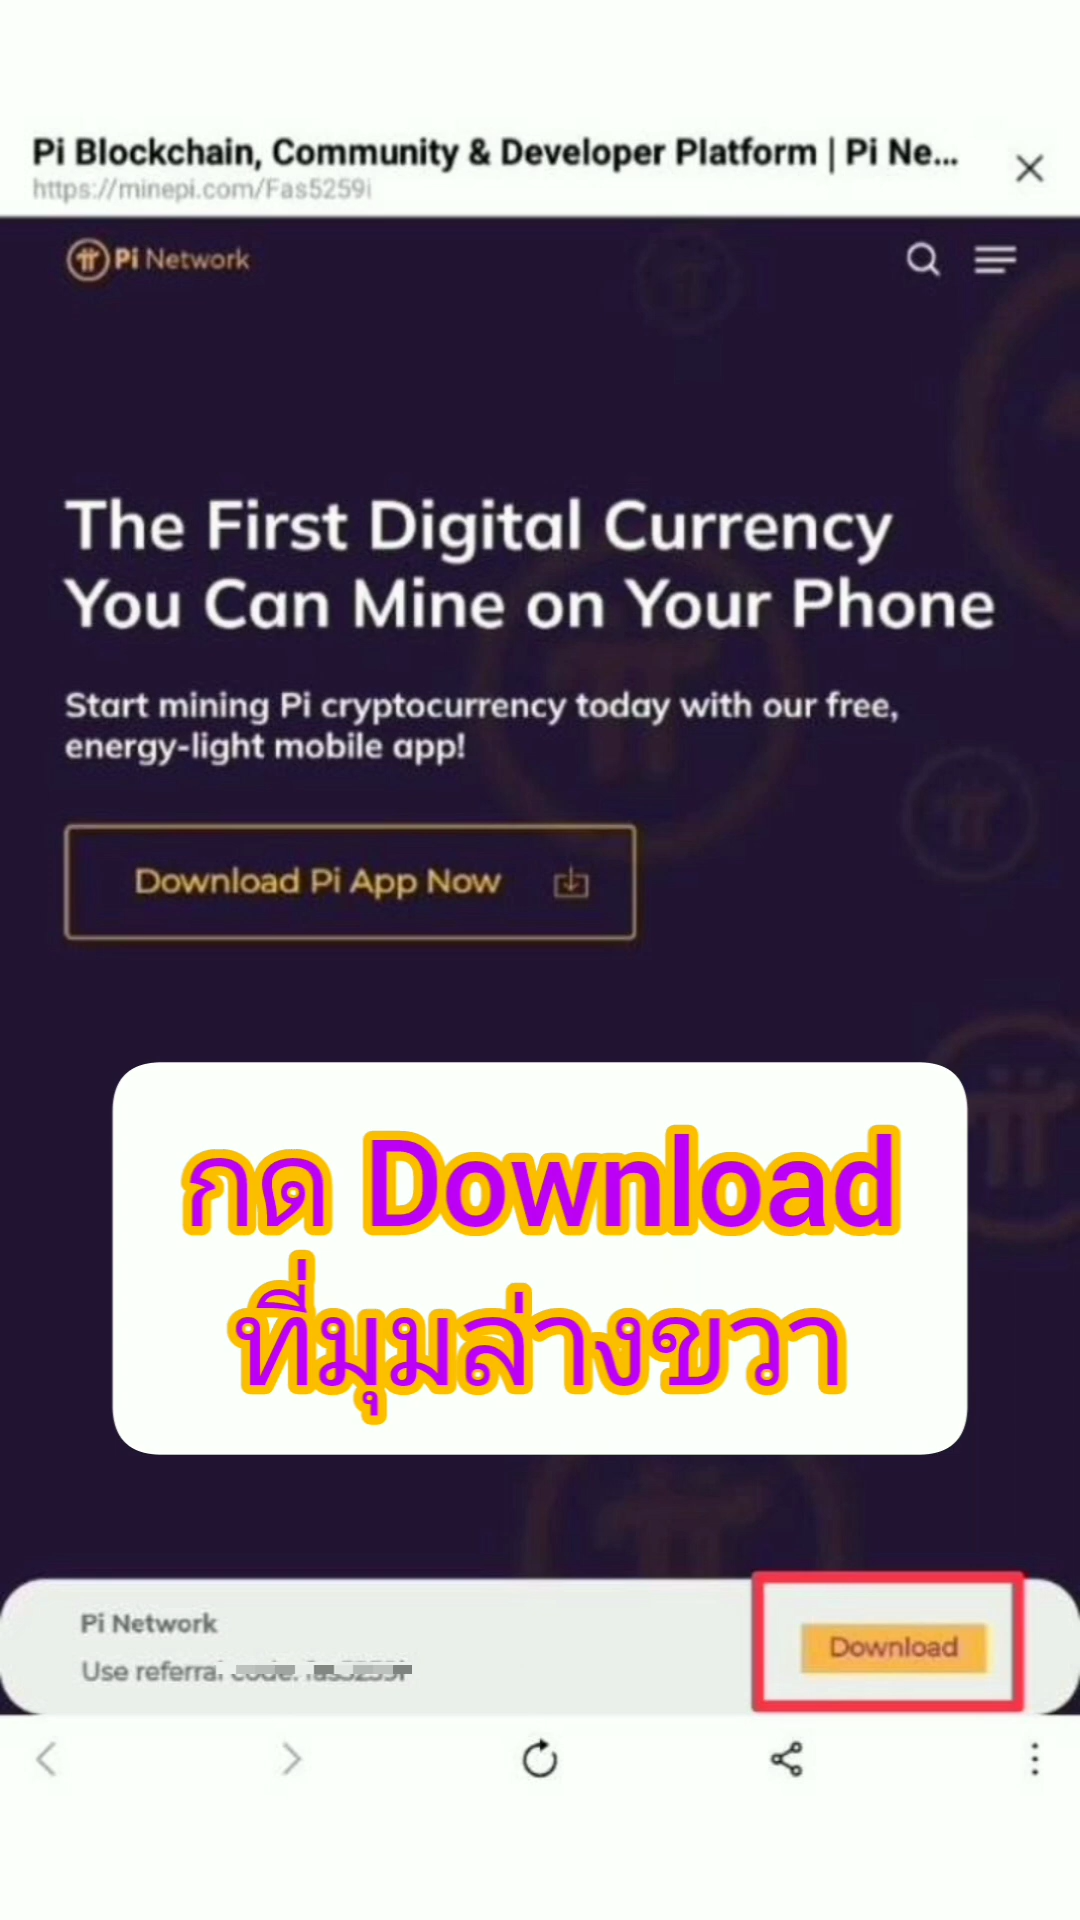 Pi Blockchain, Community & Developer Platform | Pi Ne...
https://minepi.com/Fas5259i
Pi Network
The First Digital Currency
You Can Mine on Your Phone
Start mining Pi cryptocurrency today with our free,
energy-light mobile app!
Download Pi App Now
กด Download
ที่มุมล่างขวา
Pi Network
Download
Use referral